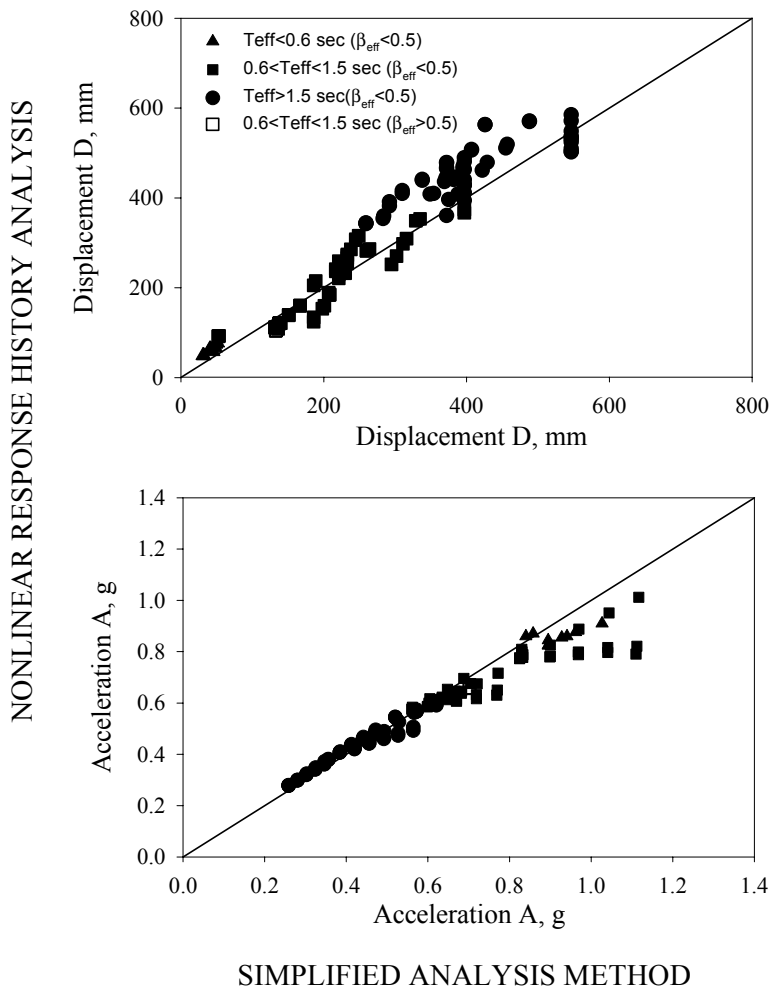 NONLINEAR RESPONSE HISTORY ANALYSIS
Displacement D, mm
800
600
400
200
0
Teff<0.6 sec (βeff<0.5)
0.6<Teff<1.5 sec (βeff<0.5)
Teff>1.5 sec(βeff<0.5)
0.6<Teff<1.5 sec (βeff>0.5)
0 200 400 600 800
Displacement D, mm
Acceleration A, g
1.4
1.2
1.0
0.8
0.6
0.4
0.2
0.0
0.0 0.2 0.4 0.6 0.8 1.0 1.2 1.4
Acceleration A, g
SIMPLIFIED ANALYSIS METHOD